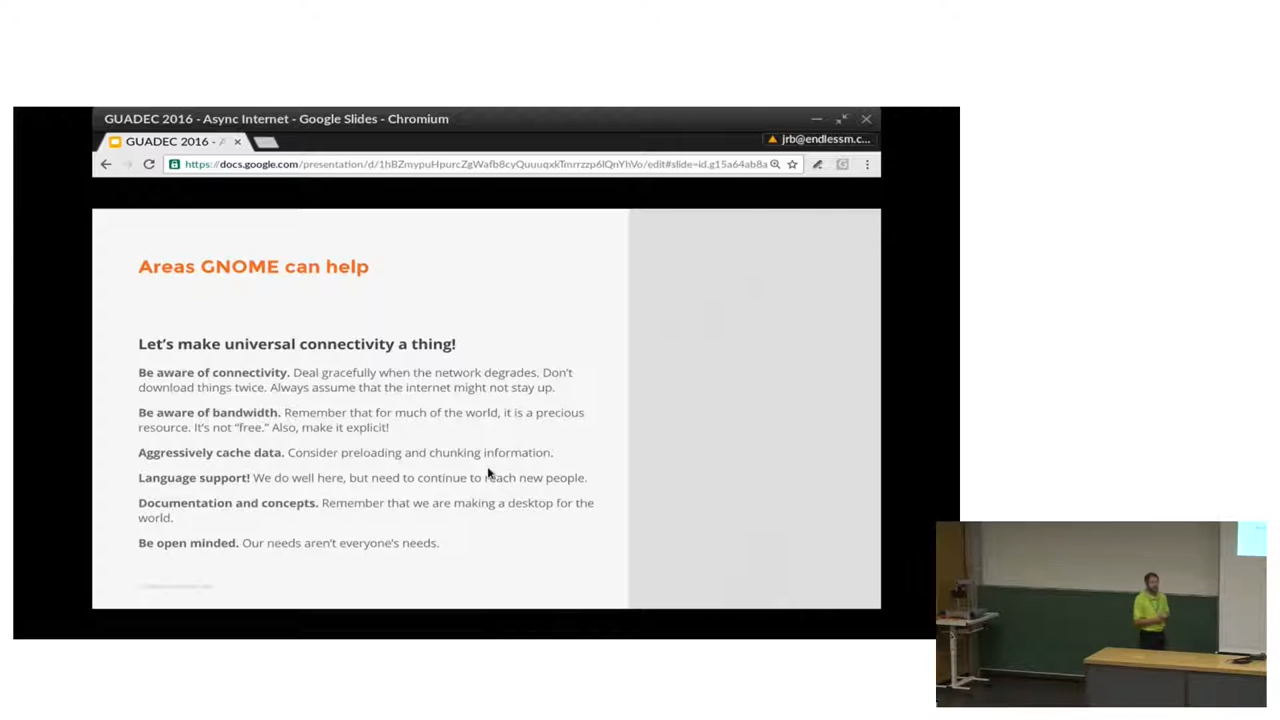 GUADEC 2016 - Async Internet - Google Slides - Chromium
GUADEC 2016 - A
jrb@endlessm.c...
https://docs.google.com/presentation/d/1hBZmypuHpurcZgWafb8cyQuuuqxkTmrrzzp6IQnYhVo/edit#slide=id.g15a64ab8a
Areas GNOME can help
Let's make universal connectivity a thing!
Be aware of connectivity. Deal gracefully when the network degrades. Don't
download things twice. Always assume that the internet might not stay up.
Be aware of bandwidth. Remember that for much of the world, it is a precious
resource. It's not “free.” Also, make it explicit!
Aggressively cache data. Consider preloading and chunking information.
Language support! We do well here, but need to continue to reach new people.
Documentation and concepts. Remember that we are making a desktop for the
world.
Be open minded. Our needs aren't everyone's needs.